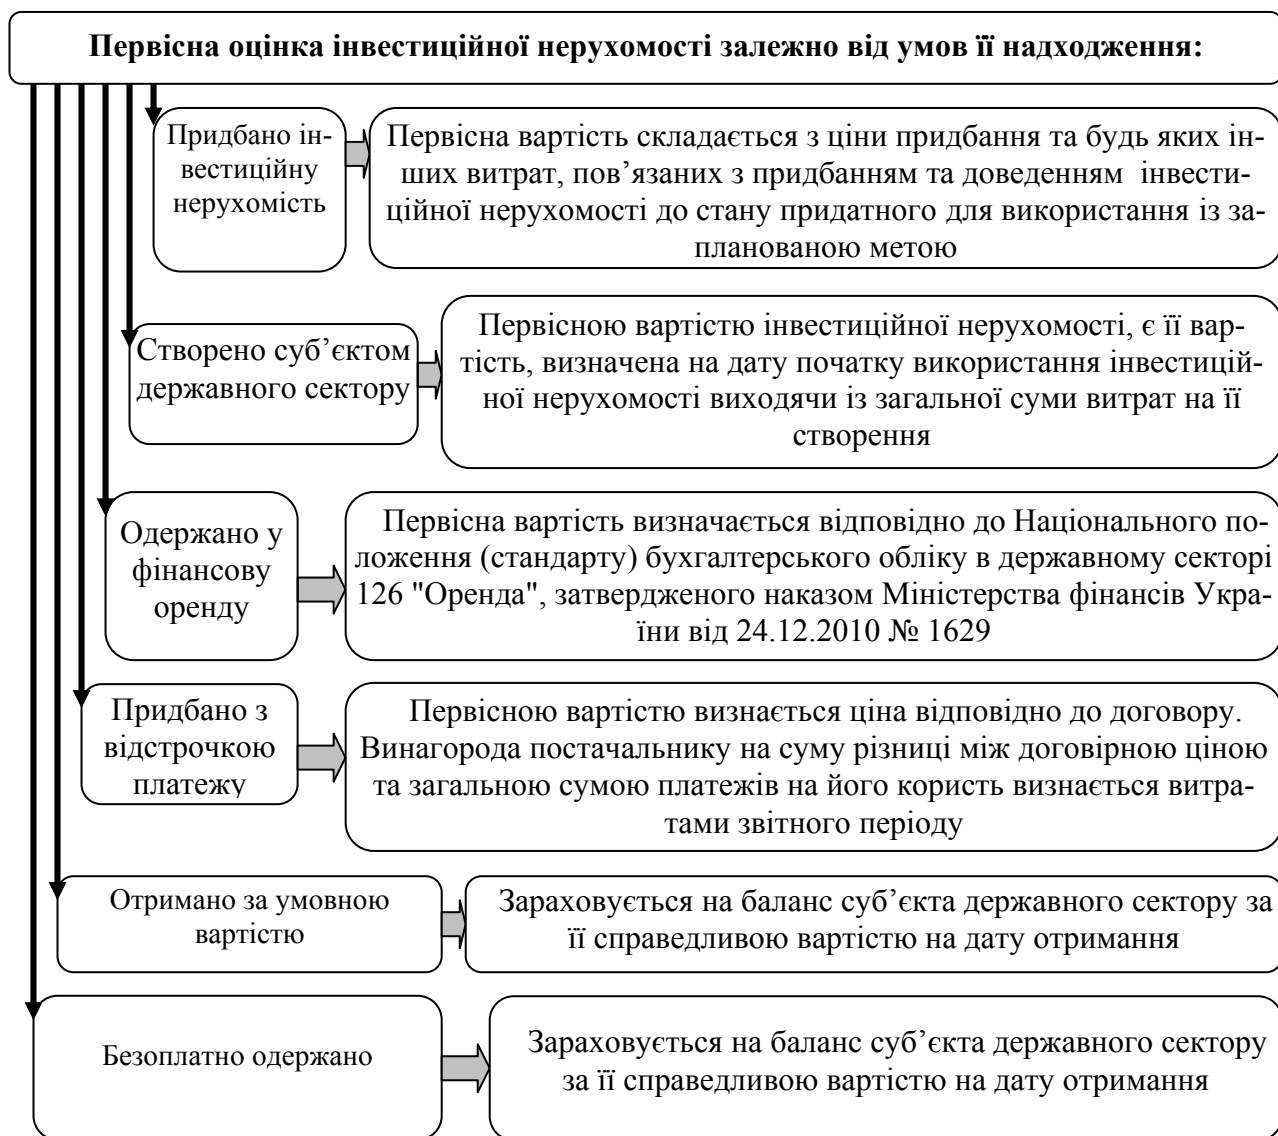 Первісна оцінка інвестиційної нерухомості залежно від умов її надходження:
Придбано ін-
вестиційну
нерухомість
Первісна вартість складається з ціни придбання та будь яких ін-
ших витрат, пов’язаних з придбанням та доведенням інвести-
ційної нерухомості до стану придатного для використання із за-
планованою метою
Створено суб’єктом
державного сектору
Первісною вартістю інвестиційної нерухомості, є її вар-
тість, визначена на дату початку використання інвестицій-
ної нерухомості виходячи із загальної суми витрат на її
створення
Одержано у
фінансову
оренду
Первісна вартість визначається відповідно до Національного по-
ложення (стандарту) бухгалтерського обліку в державному секторі
126 "Оренда", затвердженого наказом Міністерства фінансів Укра-
їни від 24.12.2010 № 1629
Придбано з
відстрочкою
платежу
Первісною вартістю визнається ціна відповідно до договору.
Винагорода постачальнику на суму різниці між договірною ціною
та загальною сумою платежів на його користь визнається витра-
тами звітного періоду
Отримано за умовною
вартістю
Зараховується на баланс суб’єкта державного сектору за
її справедливою вартістю на дату отримання
Безоплатно одержано
Зараховується на баланс суб’єкта державного сектору
за її справедливою вартістю на дату отримання